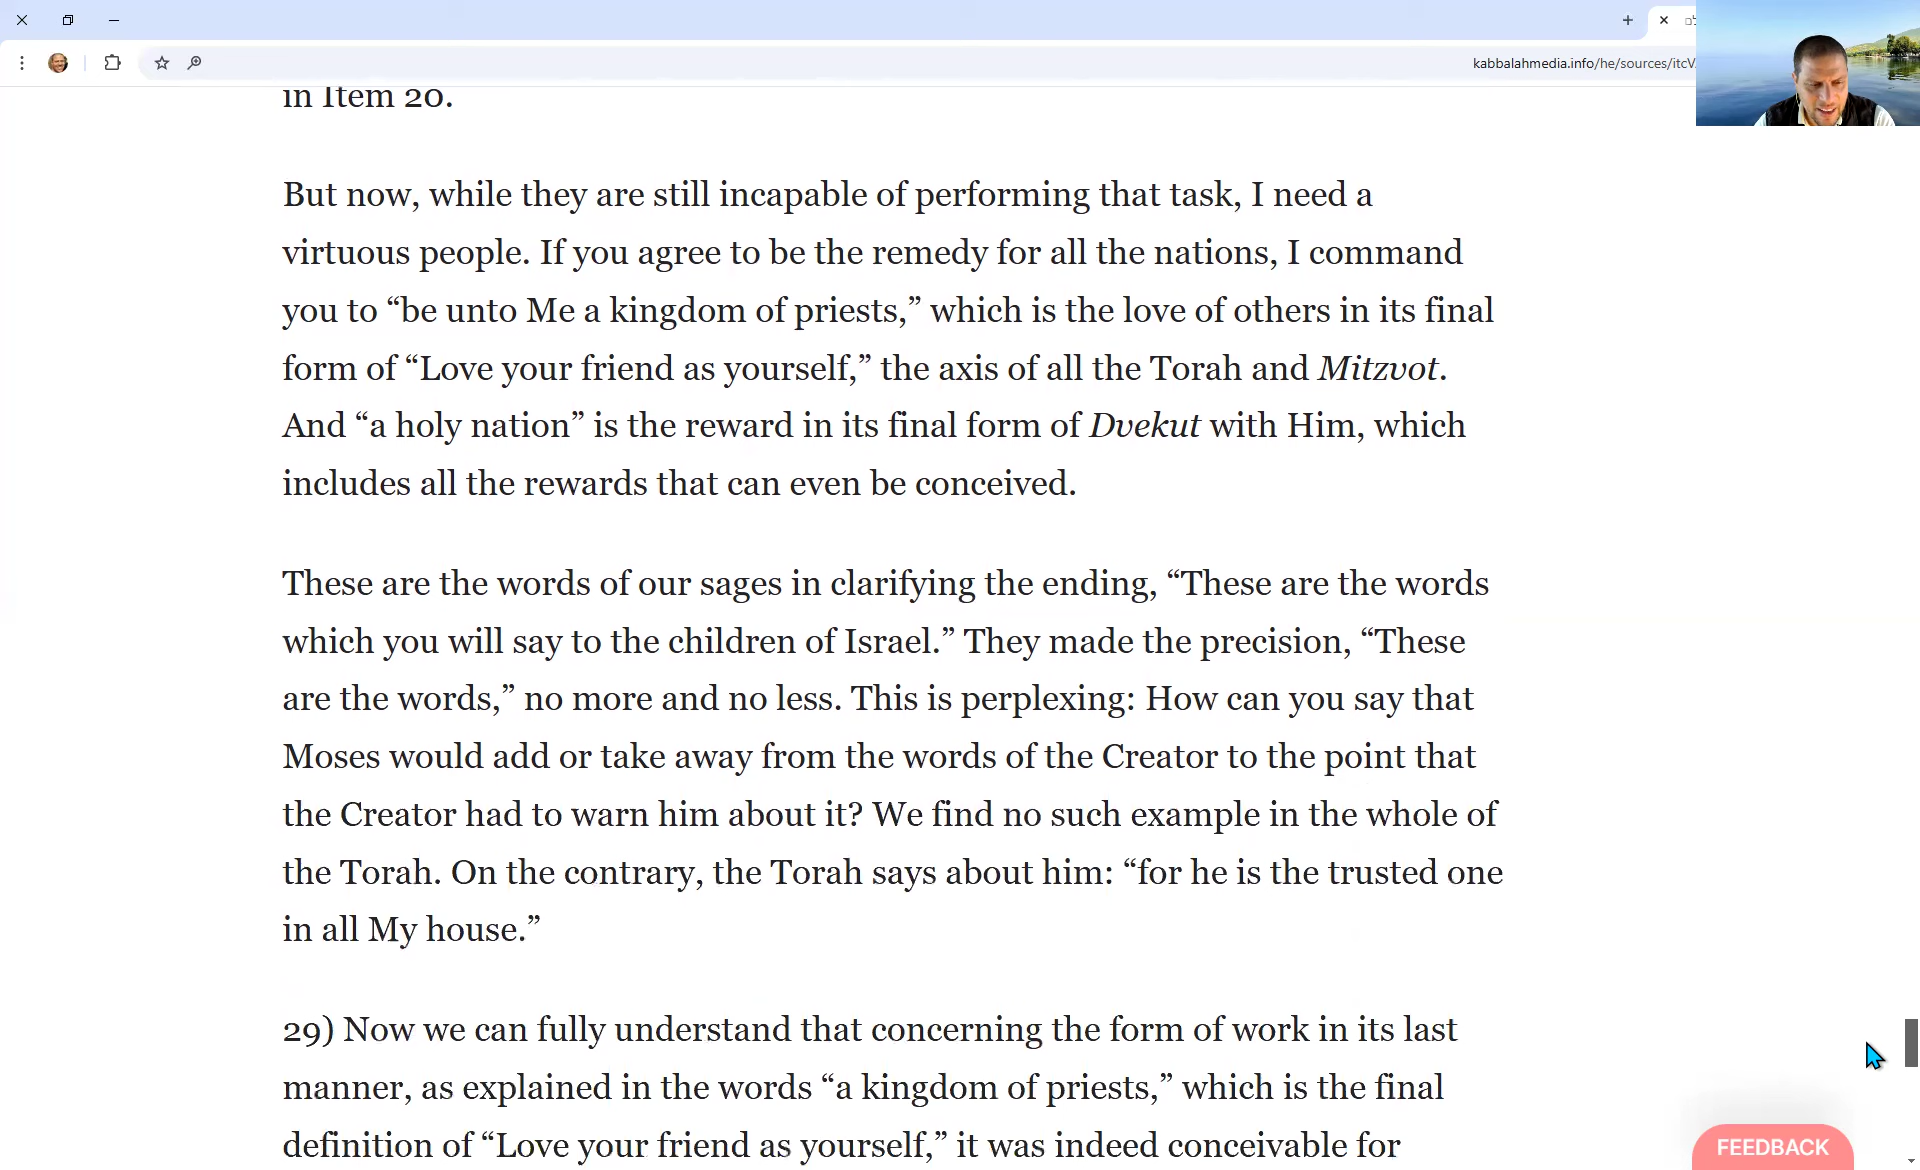 kabbalahmedia.info/he/sources/itcV
in Item 20.
But now, while they are still incapable of performing that task, I need a
virtuous people. If you agree to be the remedy for all the nations, I command
you to “be unto Me a kingdom of priests,” which is the love of others in its final
form of “Love your friend as yourself,” the axis of all the Torah and Mitzvot.
And “a holy nation” is the reward in its final form of Dvekut with Him, which
includes all the rewards that can even be conceived.
These are the words of our sages in clarifying the ending, “These are the words
which you will say to the children of Israel.” They made the precision, “These
are the words,” no more and no less. This is perplexing: How can you say that
Moses would add or take away from the words of the Creator to the point that
the Creator had to warn him about it? We find no such example in the whole of
the Torah. On the contrary, the Torah says about him: “for he is the trusted one
in all My house.”
29) Now we can fully understand that concerning the form of work in its last
manner, as explained in the words “a kingdom of priests,” which is the final
definition of “Love your friend as yourself,” it was indeed conceivable for
FEEDBACK